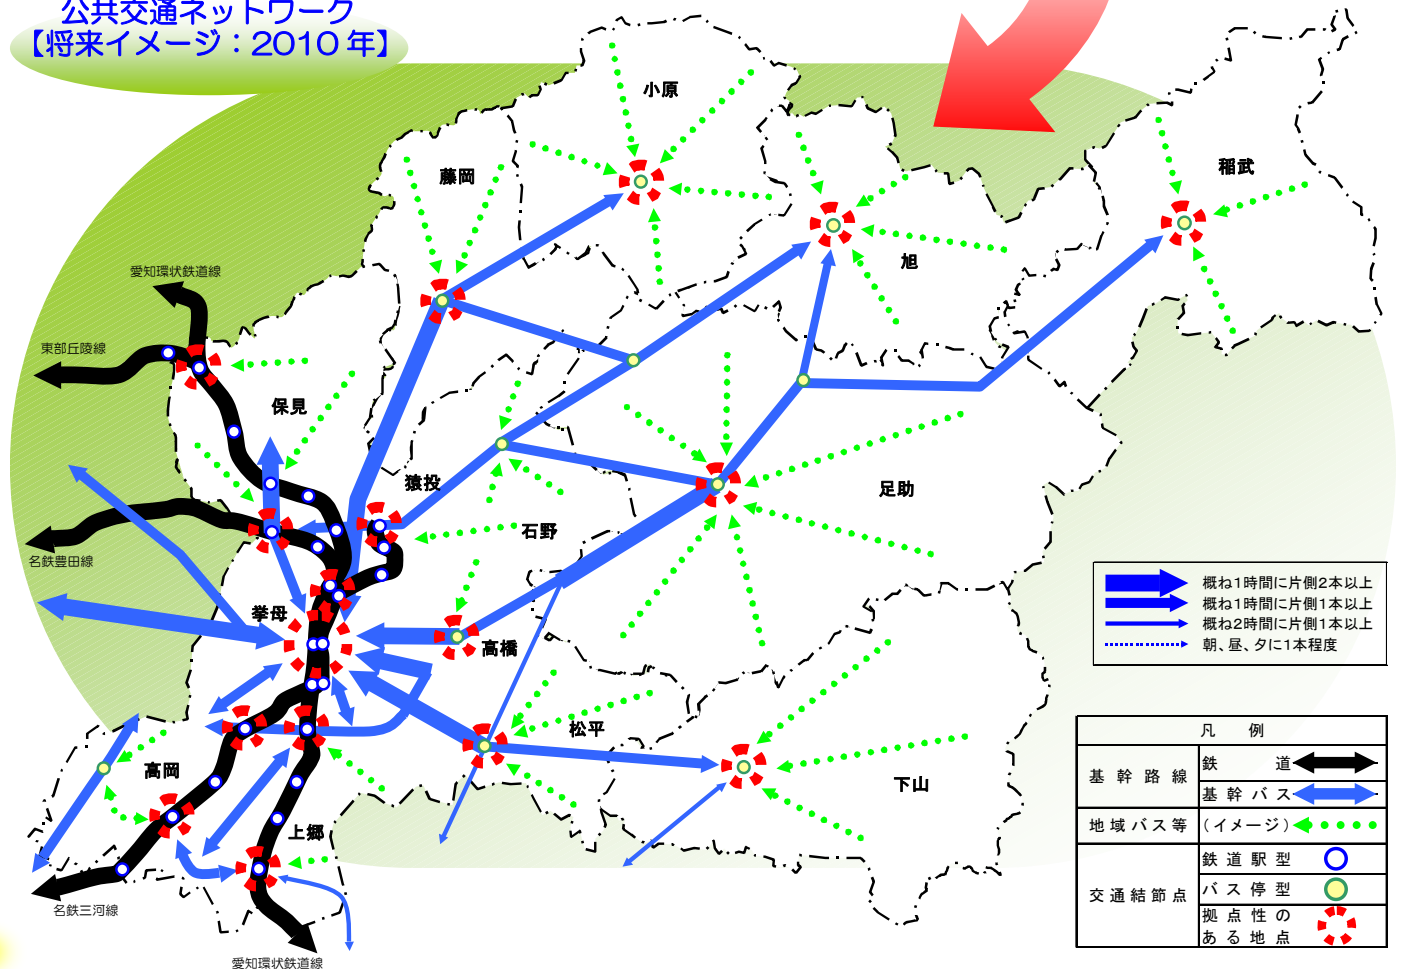 公共交通ネットワーク
【将来イメージ：2010年】
小原
藤岡
稲武
旭
愛知環状鉄道線
東部丘陵線
保見
猿投
足助
石野
名鉄豊田線
挙母
高橋
松平
高岡
下山
上郷
名鉄三河線
愛知環状鉄道線
概ね1時間に片側2本以上
概ね1時間に片側1本以上
概ね2時間に片側1本以上
朝、昼、夕に1本程度
凡 例
基幹路線
鉄 道
基幹バス
地域バス等
（イメージ）
交通結節点
鉄道駅型
バス停型
拠点性の
ある地点